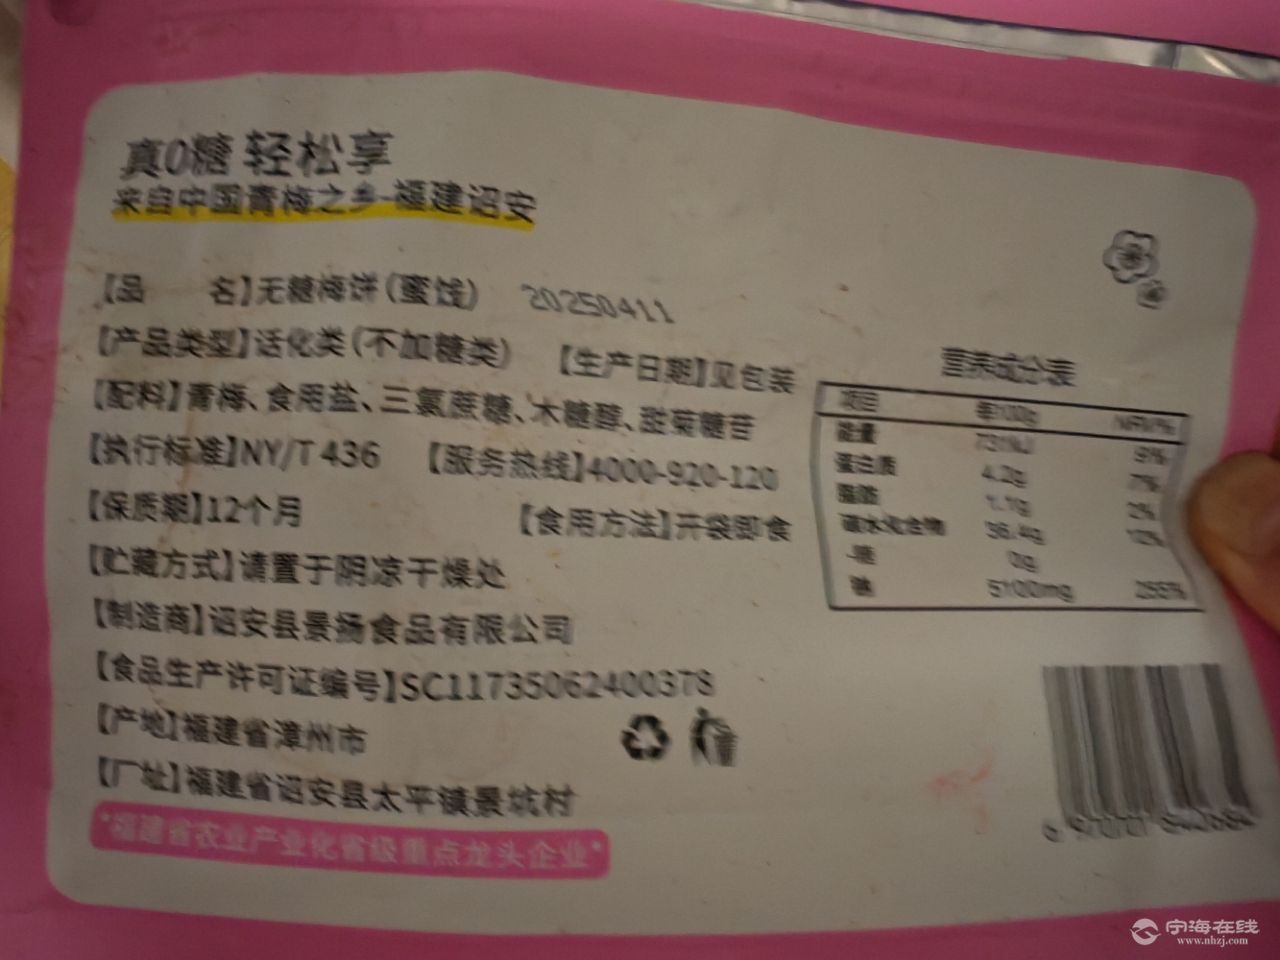 真0糖 轻松享
来自中国青梅之乡-福建诏安
【品 名】无糖梅饼(蜜饯) 20250411
【产品类型】话化类(不加糖类) 【生产日期】见包装
【配料】青梅、食用盐、三氯蔗糖、木糖醇、甜菊糖苷
【执行标准】NY/T 436 【服务热线】4000-920-120
【保质期】12个月 【食用方法】开袋即食
【贮藏方式】请置于阴凉干燥处
【制造商】诏安县景扬食品有限公司
【食品生产许可证编号】SC11735062400378
【产地】福建省漳州市
【厂址】福建省诏安县太平镇景坑村
*福建省农业产业化省级重点龙头企业*
营养成分表
项目 每100g NRV%
能量 731kJ 9%
蛋白质 4.2g 7%
脂肪 1.1g 2%
碳水化合物 36.4g 12%
-糖 0g
钠 5100mg 255%
宁海在线
www.nhzj.com